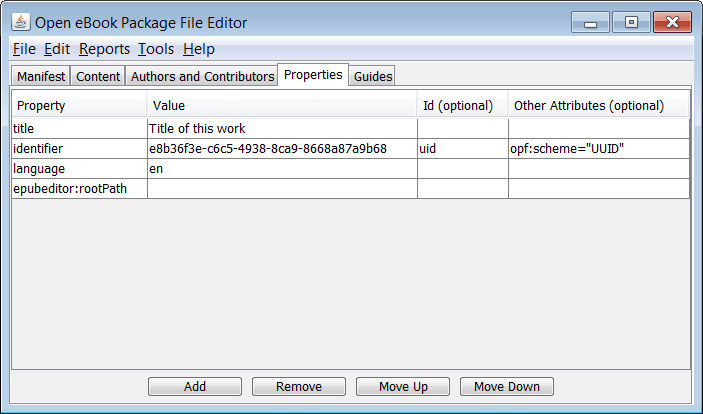 Open eBook Package File Editor
File Edit Reports Tools Help
Manifest Content Authors and Contributors Properties Guides
Property Value Id (optional) Other Attributes (optional)
title Title of this work
identifier e8b36f3e-c6c5-4938-8ca9-8668a87a9b68 uid opf:scheme="UUID"
language en
epubeditor:rootPath
Add Remove Move Up Move Down